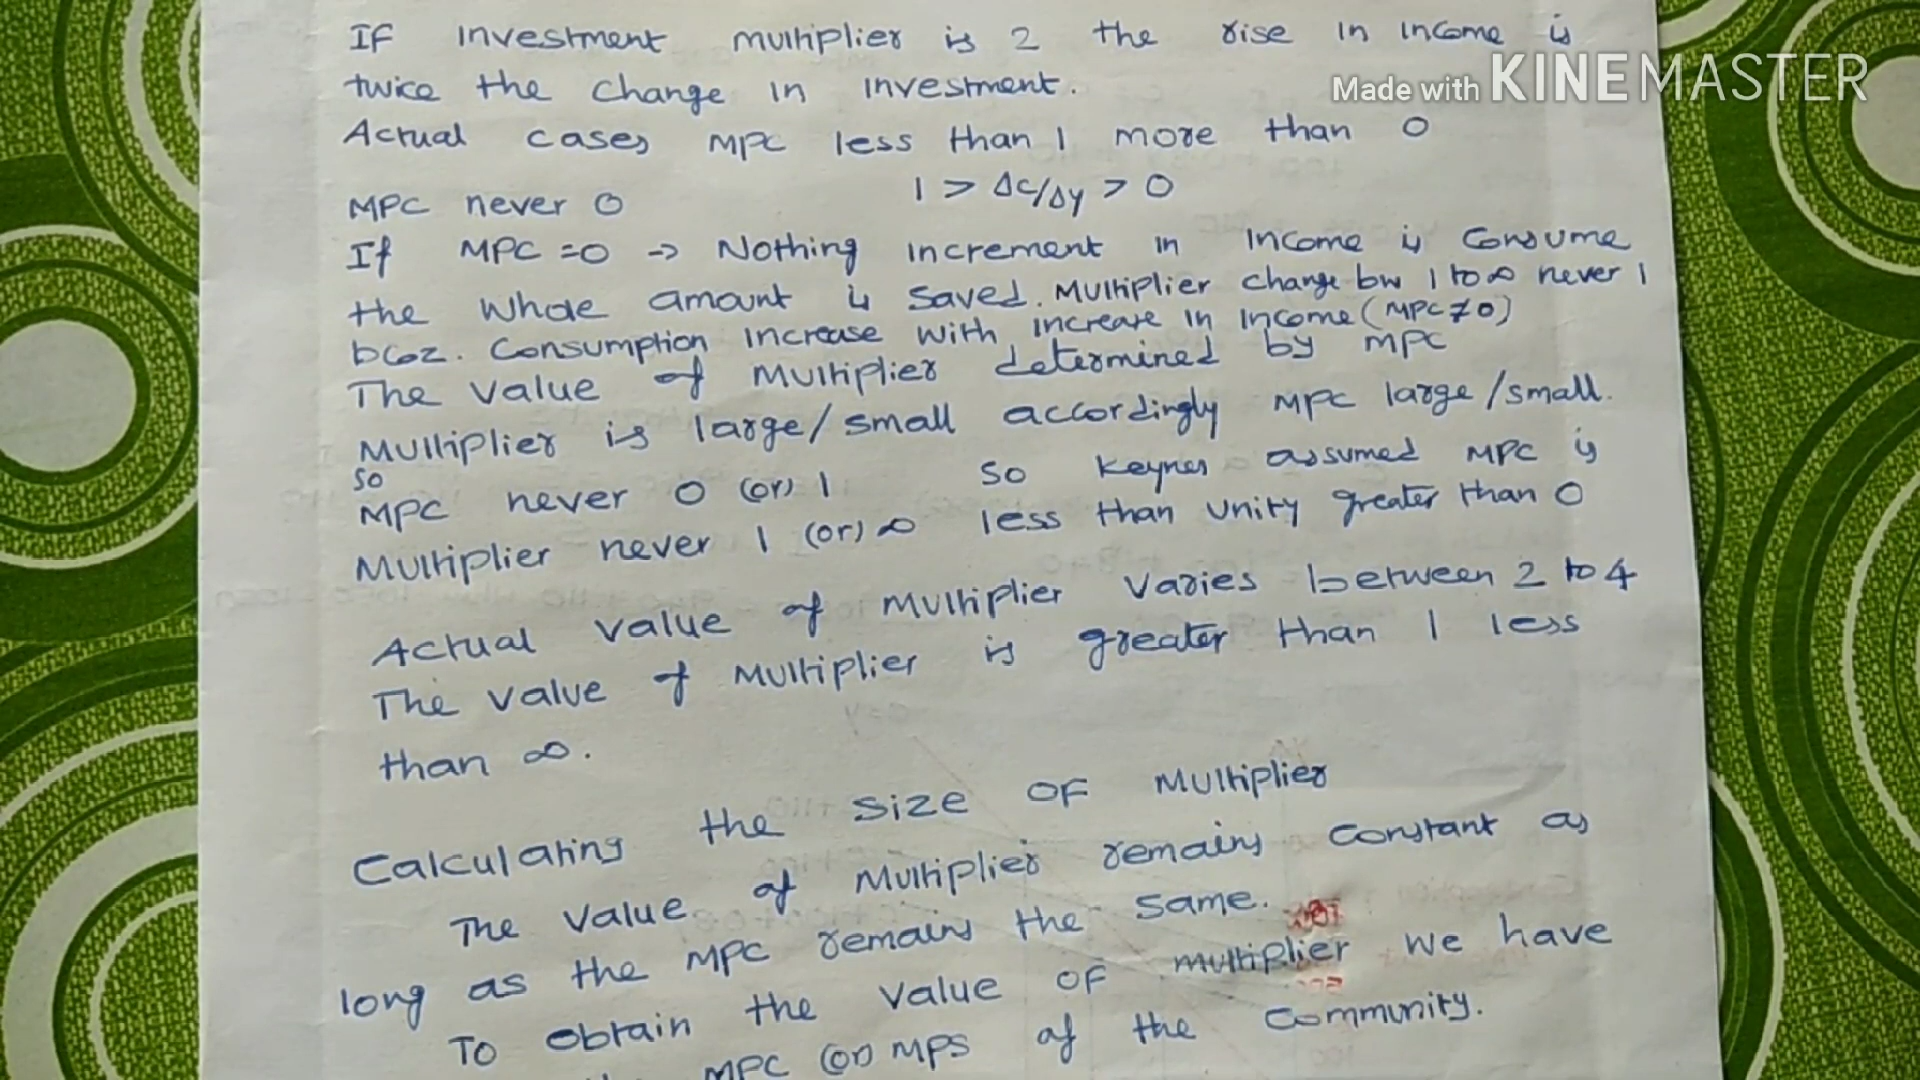 IF investment multiplier is 2 the rise in income is
Made with KINEMASTER
twice the change in investment.
Actual cases, MPC less than 1 more than 0
MPC never 0 1 > ΔC/ΔY > 0
If MPC =0 -> Nothing increment in income is consume
the whole amount is saved. Multiplier change bw 1 to ∞ never 1
bcoz. Consumption increase with increase in income (MPC≠0)
The value of multiplier determined by MPC
Multiplier is large/small accordingly MPC large/small.
so
MPC never 0 (or) 1 so Keynes assumed MPC is
Multiplier never 1 (or) ∞ less than unity greater than 0
Actual value of multiplier varies between 2 to 4
The value of multiplier is greater than 1 less
than ∞.
Calculating the size of multiplier
The value of multiplier remains constant as
long as the MPC remains the same.
To obtain the value of multiplier we have
MPC (or) MPS of the community.